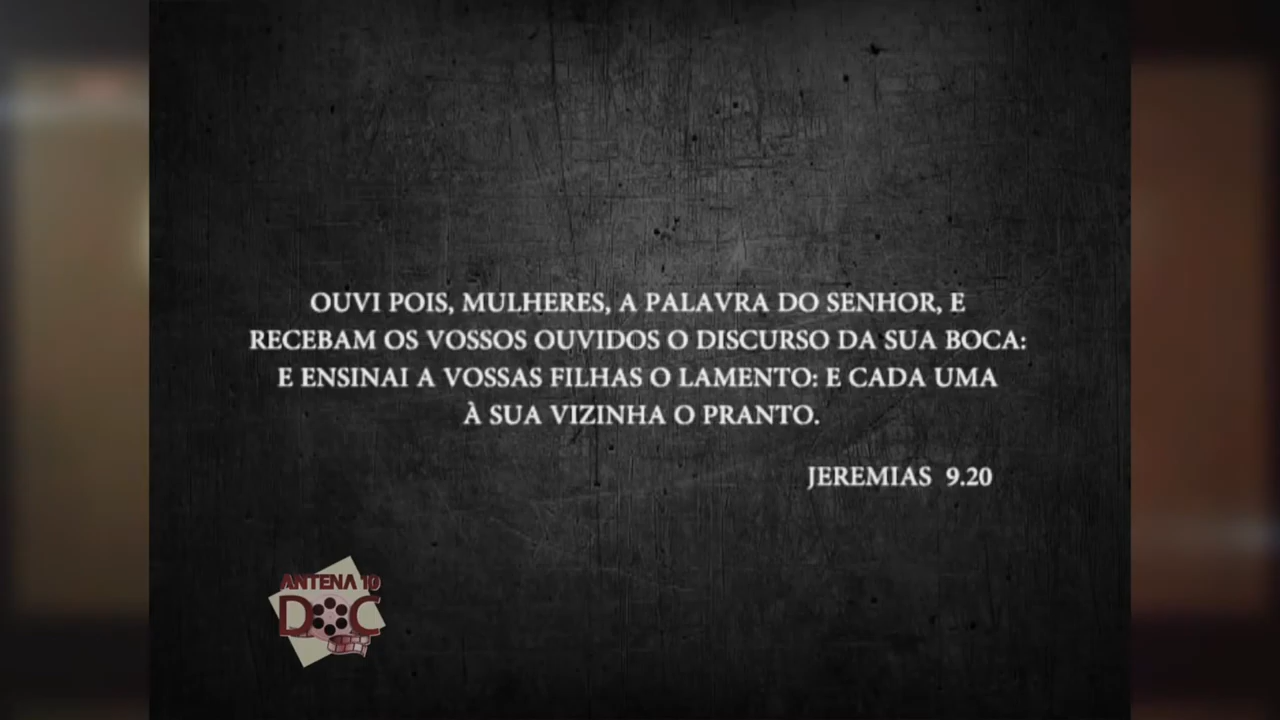 OUVI POIS, MULHERES, A PALAVRA DO SENHOR, E
RECEBAM OS VOSSOS OUVIDOS O DISCURSO DA SUA BOCA:
E ENSINAI A VOSSAS FILHAS O LAMENTO: E CADA UMA
À SUA VIZINHA O PRANTO.
JEREMIAS 9.20
ANTENA 10
DOC